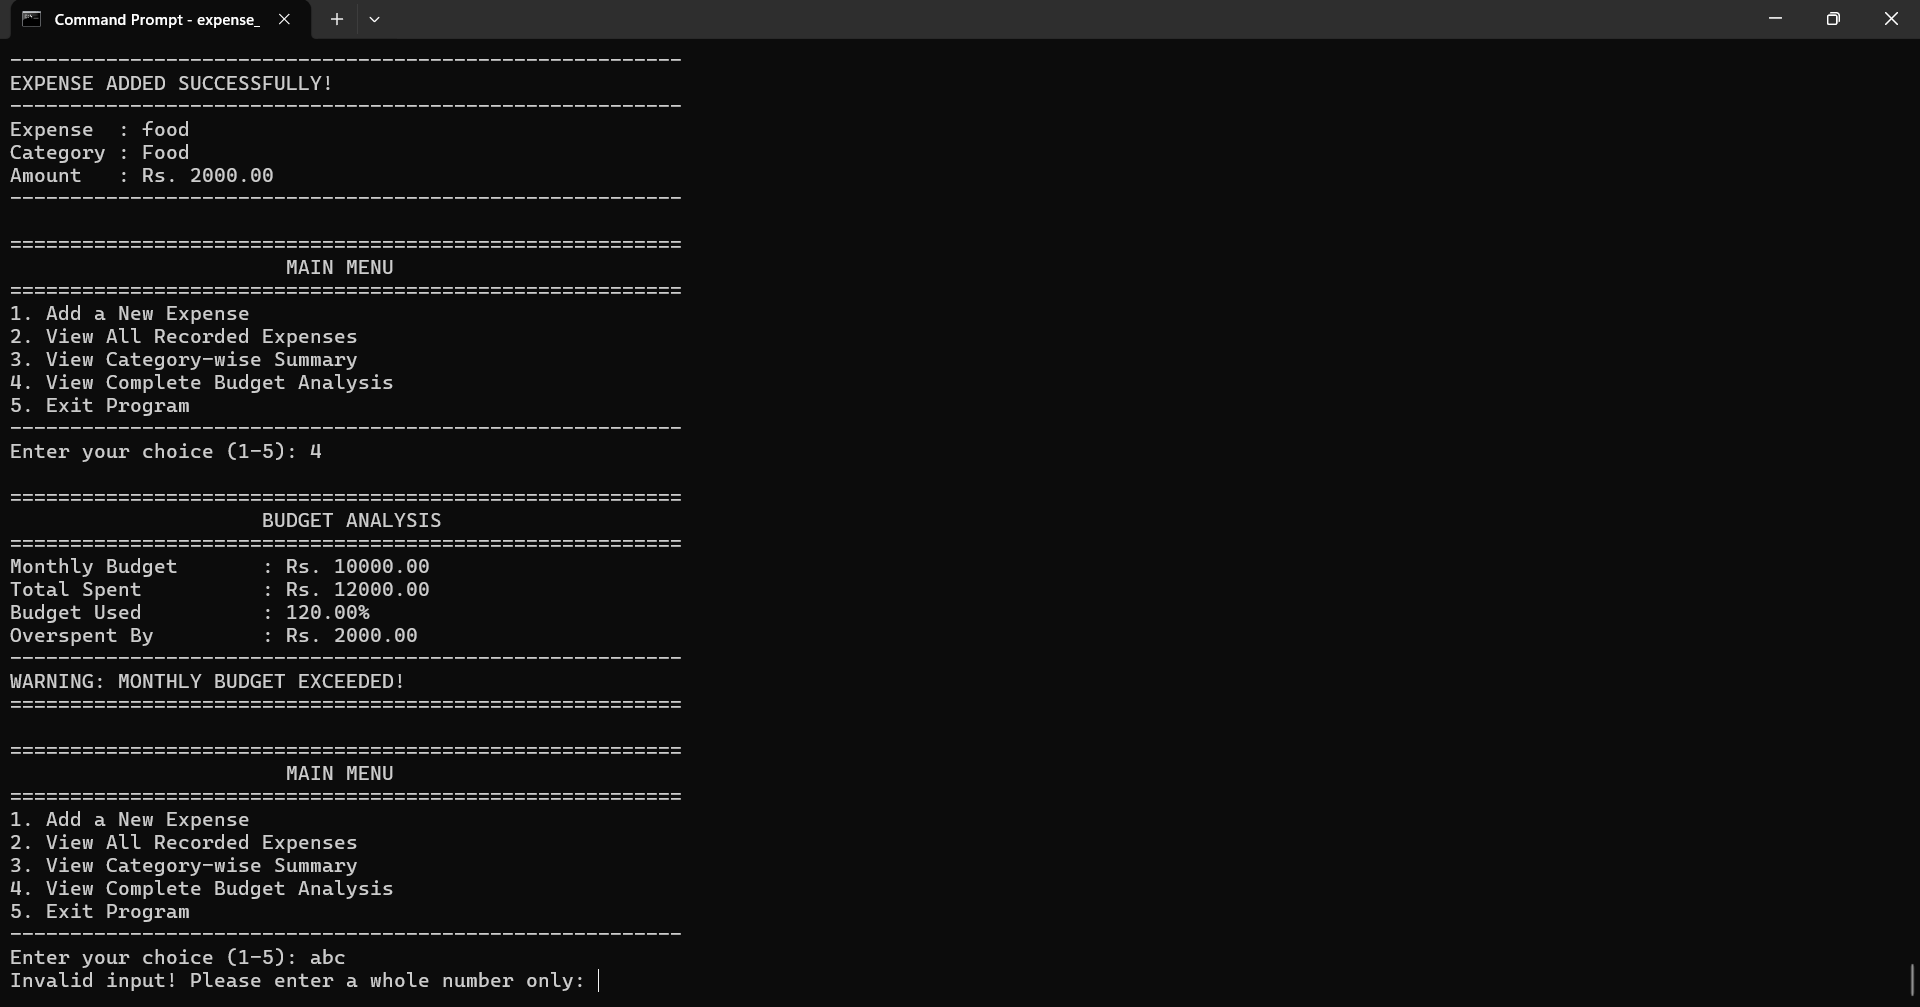 Command Prompt - expense_
--------------------------------------------------------
EXPENSE ADDED SUCCESSFULLY!
--------------------------------------------------------
Expense  : food
Category : Food
Amount   : Rs. 2000.00
--------------------------------------------------------
========================================================
                       MAIN MENU
========================================================
1. Add a New Expense
2. View All Recorded Expenses
3. View Category-wise Summary
4. View Complete Budget Analysis
5. Exit Program
--------------------------------------------------------
Enter your choice (1-5): 4
========================================================
                     BUDGET ANALYSIS
========================================================
Monthly Budget       : Rs. 10000.00
Total Spent          : Rs. 12000.00
Budget Used          : 120.00%
Overspent By         : Rs. 2000.00
--------------------------------------------------------
WARNING: MONTHLY BUDGET EXCEEDED!
========================================================
========================================================
                       MAIN MENU
========================================================
1. Add a New Expense
2. View All Recorded Expenses
3. View Category-wise Summary
4. View Complete Budget Analysis
5. Exit Program
--------------------------------------------------------
Enter your choice (1-5): abc
Invalid input! Please enter a whole number only: